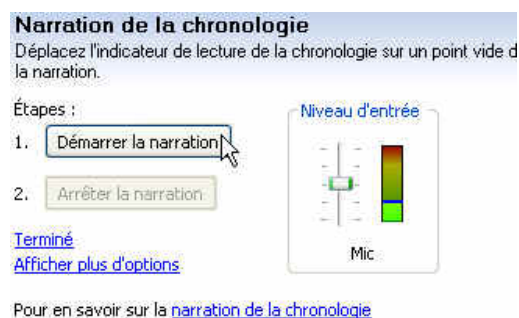 Narration de la chronologie
Déplacez l'indicateur de lecture de la chronologie sur un point vide d
la narration.
Étapes :
Niveau d'entrée
1. Démarrer la narration
2. Arrêter la narration
Terminé
Afficher plus d'options
Mic
Pour en savoir sur la narration de la chronologie